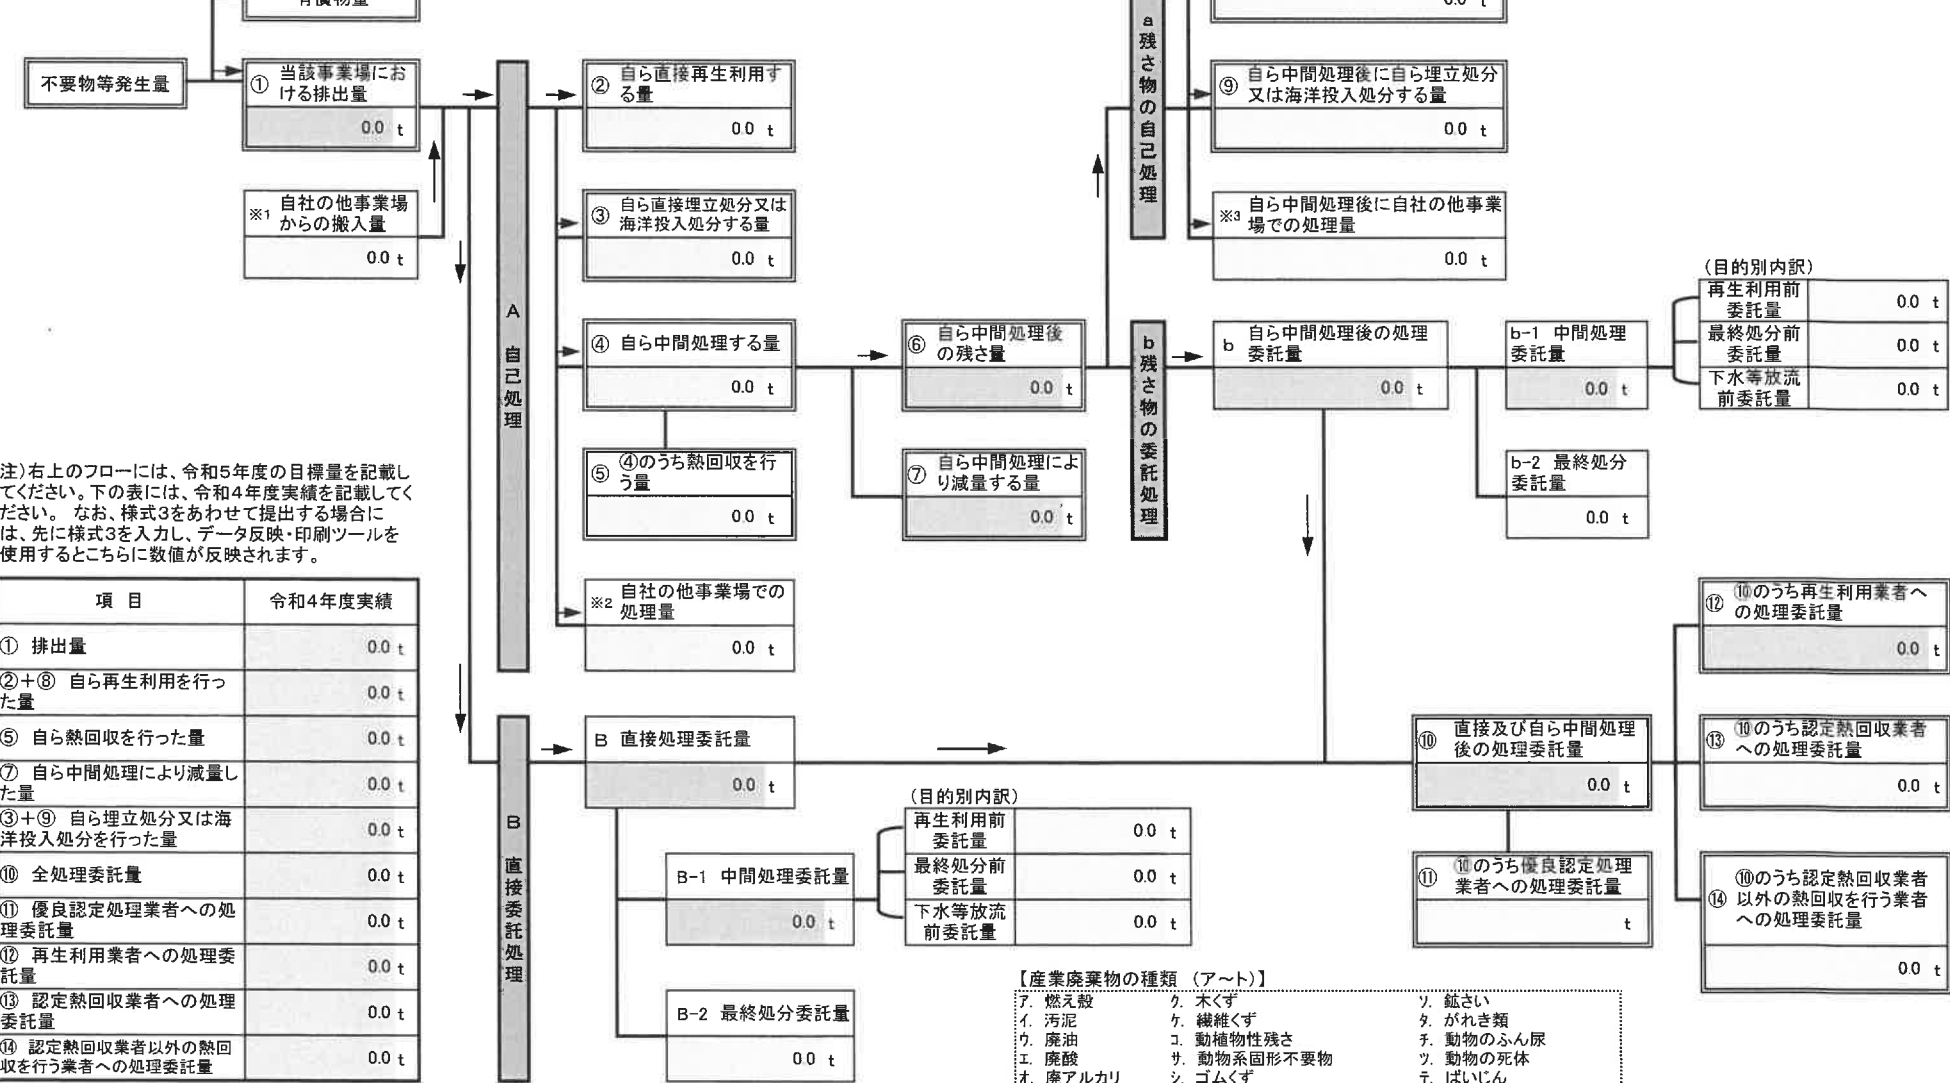 有償物量
0.0 t
不要物等発生量
① 当該事業場にお
ける排出量
0.0 t
※1 自社の他事業場
からの搬入量
0.0 t
A 自己処理
② 自ら直接再生利用す
る量
0.0 t
③ 自ら直接埋立処分又は
海洋投入処分する量
0.0 t
④ 自ら中間処理する量
0.0 t
⑤ ④のうち熱回収を行
う量
0.0 t
※2 自社の他事業場での
処理量
0.0 t
⑥ 自ら中間処理後
の残さ量
0.0 t
⑦ 自ら中間処理によ
り減量する量
0.0 t
a 残さ物の自己処理
⑨ 自ら中間処理後に自ら埋立処分
又は海洋投入処分する量
0.0 t
※3 自ら中間処理後に自社の他事業
場での処理量
0.0 t
b 残さ物の委託処理
b 自ら中間処理後の処理
委託量
0.0 t
b-1 中間処理
委託量
0.0 t
(目的別内訳)
再生利用前
委託量 0.0 t
最終処分前
委託量 0.0 t
下水等放流
前委託量 0.0 t
b-2 最終処分
委託量
0.0 t
注)右上のフローには、令和5年度の目標量を記載し
てください。下の表には、令和4年度実績を記載してく
ださい。 なお、様式3をあわせて提出する場合に
は、先に様式3を入力し、データ反映・印刷ツールを
使用するとこちらに数値が反映されます。
項 目 令和4年度実績
① 排出量 0.0 t
②+⑧ 自ら再生利用を行っ
た量 0.0 t
⑤ 自ら熱回収を行った量 0.0 t
⑦ 自ら中間処理により減量し
た量 0.0 t
③+⑨ 自ら埋立処分又は海
洋投入処分を行った量 0.0 t
⑩ 全処理委託量 0.0 t
⑪ 優良認定処理業者への処
理委託量 0.0 t
⑫ 再生利用業者への処理委
託量 0.0 t
⑬ 認定熱回収業者への処理
委託量 0.0 t
⑭ 認定熱回収業者以外の熱回
収を行う業者への処理委託量 0.0 t
B 直接委託処理
B 直接処理委託量
0.0 t
B-1 中間処理委託量
0.0 t
(目的別内訳)
再生利用前
委託量 0.0 t
最終処分前
委託量 0.0 t
下水等放流
前委託量 0.0 t
B-2 最終処分委託量
0.0 t
⑩ 直接及び自ら中間処理
後の処理委託量
0.0 t
⑪ ⑩のうち優良認定処理
業者への処理委託量
t
⑫ ⑩のうち再生利用業者へ
の処理委託量
0.0 t
⑬ ⑩のうち認定熱回収業者
への処理委託量
0.0 t
⑭ ⑩のうち認定熱回収業者
以外の熱回収を行う業者
への処理委託量
0.0 t
【産業廃棄物の種類 (ア~ト)】
ア. 燃え殻 ク. 木くず ソ. 鉱さい
イ. 汚泥 ケ. 繊維くず タ. がれき類
ウ. 廃油 コ. 動植物性残さ チ. 動物のふん尿
エ. 廃酸 サ. 動物系固形不要物 ツ. 動物の死体
オ. 廃アルカリ シ. ゴムくず テ. ばいじん